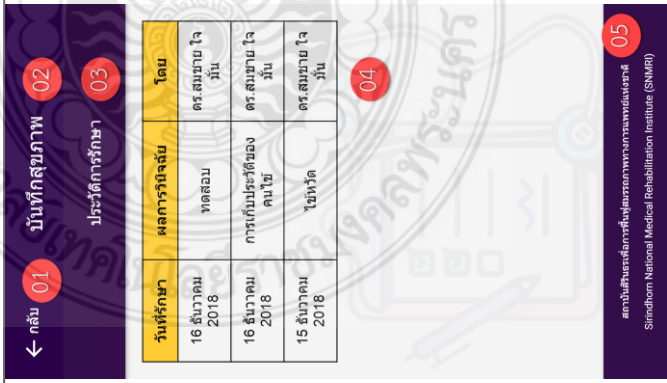 ← กลับ 01 บันทึกสุขภาพ 02
ประวัติการรักษา 03
วันที่รักษา ผลการวินิจฉัย โดย
16 ธันวาคม ทดสอบ ดร.สมชาย ใจ
2018 มั่น
16 ธันวาคม การเก็บประวัติของ ดร.สมชาย ใจ
2018 คนไข้ มั่น
15 ธันวาคม ไข้หวัด ดร.สมชาย ใจ
2018 มั่น
04
05
สถาบันสิรินธรเพื่อการฟื้นฟูสมรรถภาพทางการแพทย์แห่งชาติ
Sirindhorn National Medical Rehabilitation Institute (SNMRI)